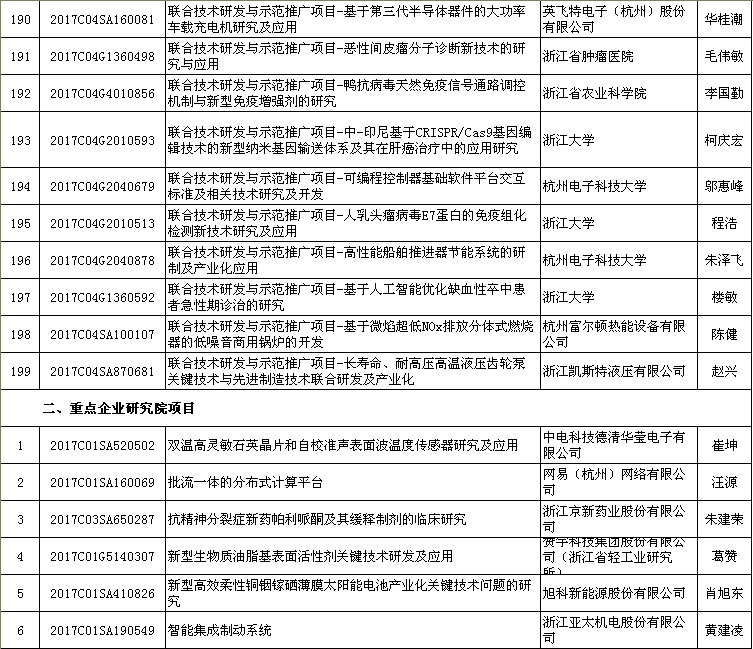 190 2017C04SA160081 联合技术研发与示范推广项目-基于第三代半导体器件的大功率 英飞特电子（杭州）股份 华桂潮
车载充电机研究及应用 有限公司
191 2017C04G1360498 联合技术研发与示范推广项目-恶性间皮瘤分子诊断新技术的研 浙江省肿瘤医院 毛伟敏
究与应用
192 2017C04G4010856 联合技术研发与示范推广项目-鸭抗病毒天然免疫信号通路调控 浙江省农业科学院 李国勤
机制与新型免疫增强剂的研究
193 2017C04G2010593 联合技术研发与示范推广项目-中-印尼基于CRISPR/Cas9基因编 浙江大学 柯庆宏
辑技术的新型纳米基因输送体系及其在肝癌治疗中的应用研究
194 2017C04G2040679 联合技术研发与示范推广项目-可编程控制器基础软件平台交互 杭州电子科技大学 邬惠峰
标准及相关技术研究及开发
195 2017C04G2010513 联合技术研发与示范推广项目-人乳头瘤病毒E7蛋白的免疫组化 浙江大学 程浩
检测新技术研究及应用
196 2017C04G2040878 联合技术研发与示范推广项目-高性能船舶推进器节能系统的研 杭州电子科技大学 朱泽飞
制及产业化应用
197 2017C04G1360592 联合技术研发与示范推广项目-基于人工智能优化缺血性卒中患 浙江大学 楼敏
者急性期诊治的研究
198 2017C04SA100107 联合技术研发与示范推广项目-基于微焰超低NOx排放分体式燃烧 杭州富尔顿热能设备有限 陈健
器的低噪音商用锅炉的开发 公司
199 2017C04SA870681 联合技术研发与示范推广项目-长寿命、耐高压高温液压齿轮泵 浙江凯斯特液压有限公司 赵兴
关键技术与先进制造技术联合研发及产业化
二、重点企业研究院项目
1 2017C01SA520502 双温高灵敏石英晶片和自校准声表面波温度传感器研究及应用 中电科技德清华莹电子有 崔坤
限公司
2 2017C01SA160069 批流一体的分布式计算平台 网易（杭州）网络有限公 汪源
司
3 2017C03SA650287 抗精神分裂症新药帕利哌酮及其缓释制剂的临床研究 浙江京新药业股份有限公 朱建荣
司
4 2017C01G5140307 新型生物质油脂基表面活性剂关键技术研发及应用 赞宇科技集团股份有限公 葛赞
司（浙江省轻工业研究
所）
5 2017C01SA410826 新型高效柔性铜铟镓硒薄膜太阳能电池产业化关键技术问题的研 旭科新能源股份有限公司 肖旭东
究
6 2017C01SA190549 智能集成制动系统 浙江亚太机电股份有限公 黄建凌
司